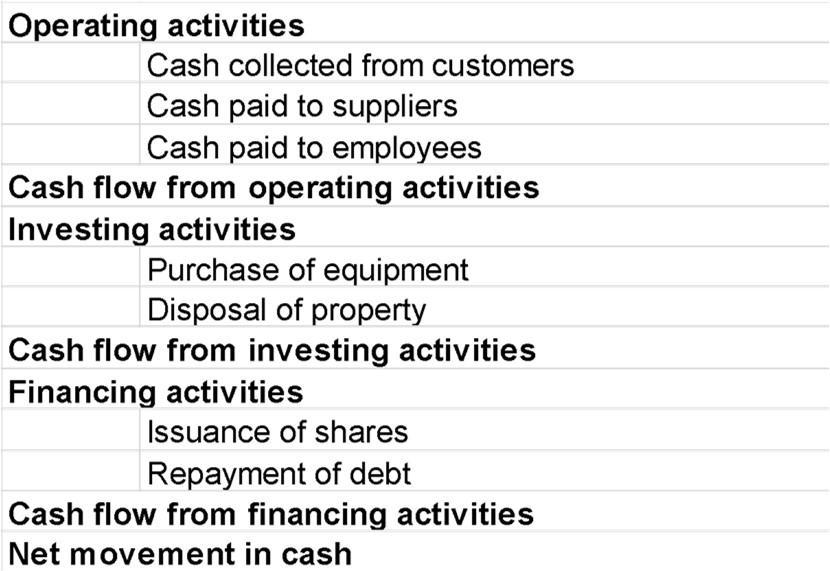 Operating activities
Cash collected from customers
Cash paid to suppliers
Cash paid to employees
Cash flow from operating activities
Investing activities
Purchase of equipment
Disposal of property
Cash flow from investing activities
Financing activities
Issuance of shares
Repayment of debt
Cash flow from financing activities
Net movement in cash